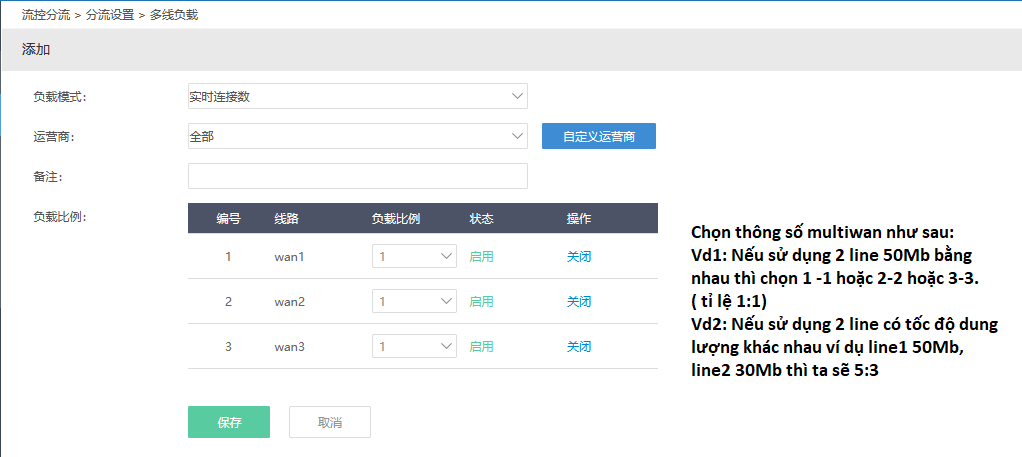 流控分流 > 分流设置 > 多线负载
添加
负载模式: 实时连接数
运营商: 全部 自定义运营商
备注:
负载比例:
编号 线路 负载比例 状态 操作
1 wan1 1 启用 关闭
2 wan2 1 启用 关闭
3 wan3 1 启用 关闭
Chọn thông số multiwan như sau:
Vd1: Nếu sử dụng 2 line 50Mb bằng
nhau thì chọn 1 -1 hoặc 2-2 hoặc 3-3.
( tỉ lệ 1:1)
Vd2: Nếu sử dụng 2 line có tốc độ dung
lượng khác nhau ví dụ line1 50Mb,
line2 30Mb thì ta sẽ 5:3
保存 取消